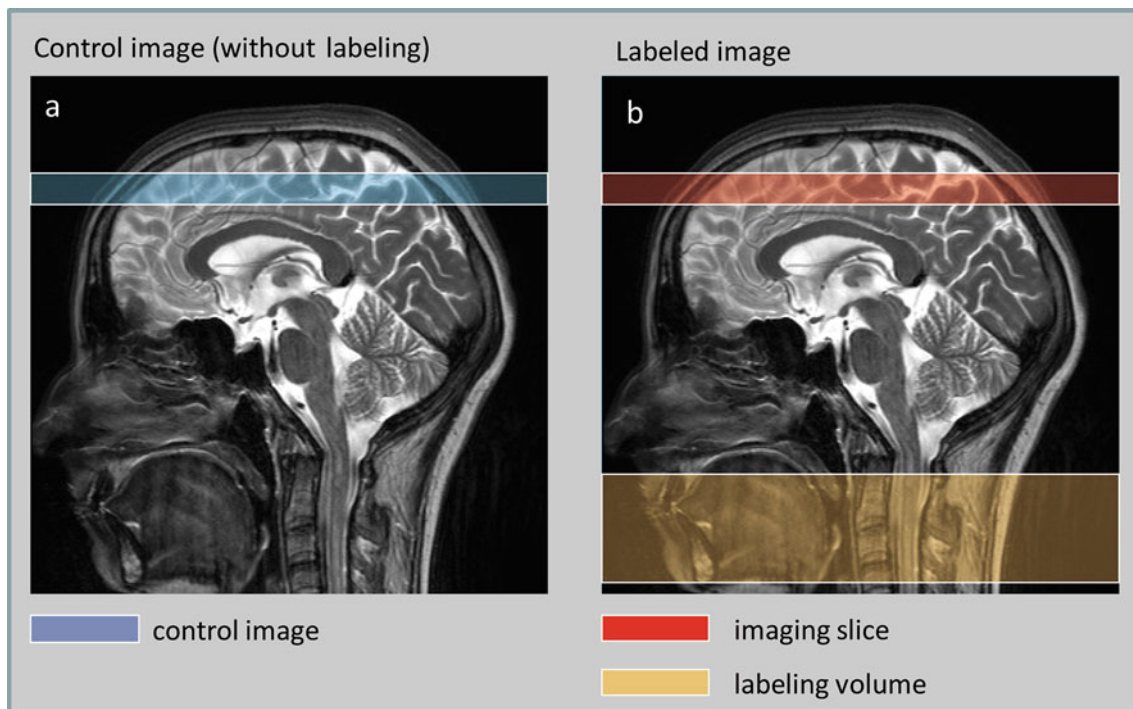 Control image (without labeling)
Labeled image
a
b
control image
imaging slice
labeling volume